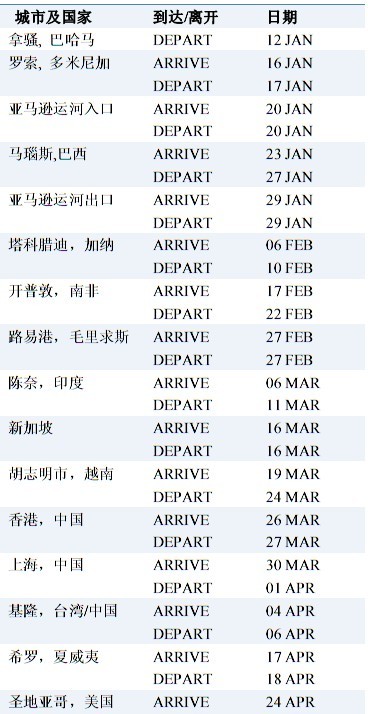 城市及国家 到达/离开 日期
拿骚, 巴哈马 DEPART 12 JAN
罗索, 多米尼加 ARRIVE 16 JAN
DEPART 17 JAN
亚马逊运河入口 ARRIVE 20 JAN
DEPART 20 JAN
马瑙斯,巴西 ARRIVE 23 JAN
DEPART 27 JAN
亚马逊运河出口 ARRIVE 29 JAN
DEPART 29 JAN
塔科腊迪，加纳 ARRIVE 06 FEB
DEPART 10 FEB
开普敦，南非 ARRIVE 17 FEB
DEPART 22 FEB
路易港，毛里求斯 ARRIVE 27 FEB
DEPART 27 FEB
陈奈，印度 ARRIVE 06 MAR
DEPART 11 MAR
新加坡 ARRIVE 16 MAR
DEPART 16 MAR
胡志明市，越南 ARRIVE 19 MAR
DEPART 24 MAR
香港，中国 ARRIVE 26 MAR
DEPART 27 MAR
上海，中国 ARRIVE 30 MAR
DEPART 01 APR
基隆，台湾/中国 ARRIVE 04 APR
DEPART 06 APR
希罗，夏威夷 ARRIVE 17 APR
DEPART 18 APR
圣地亚哥，美国 ARRIVE 24 APR